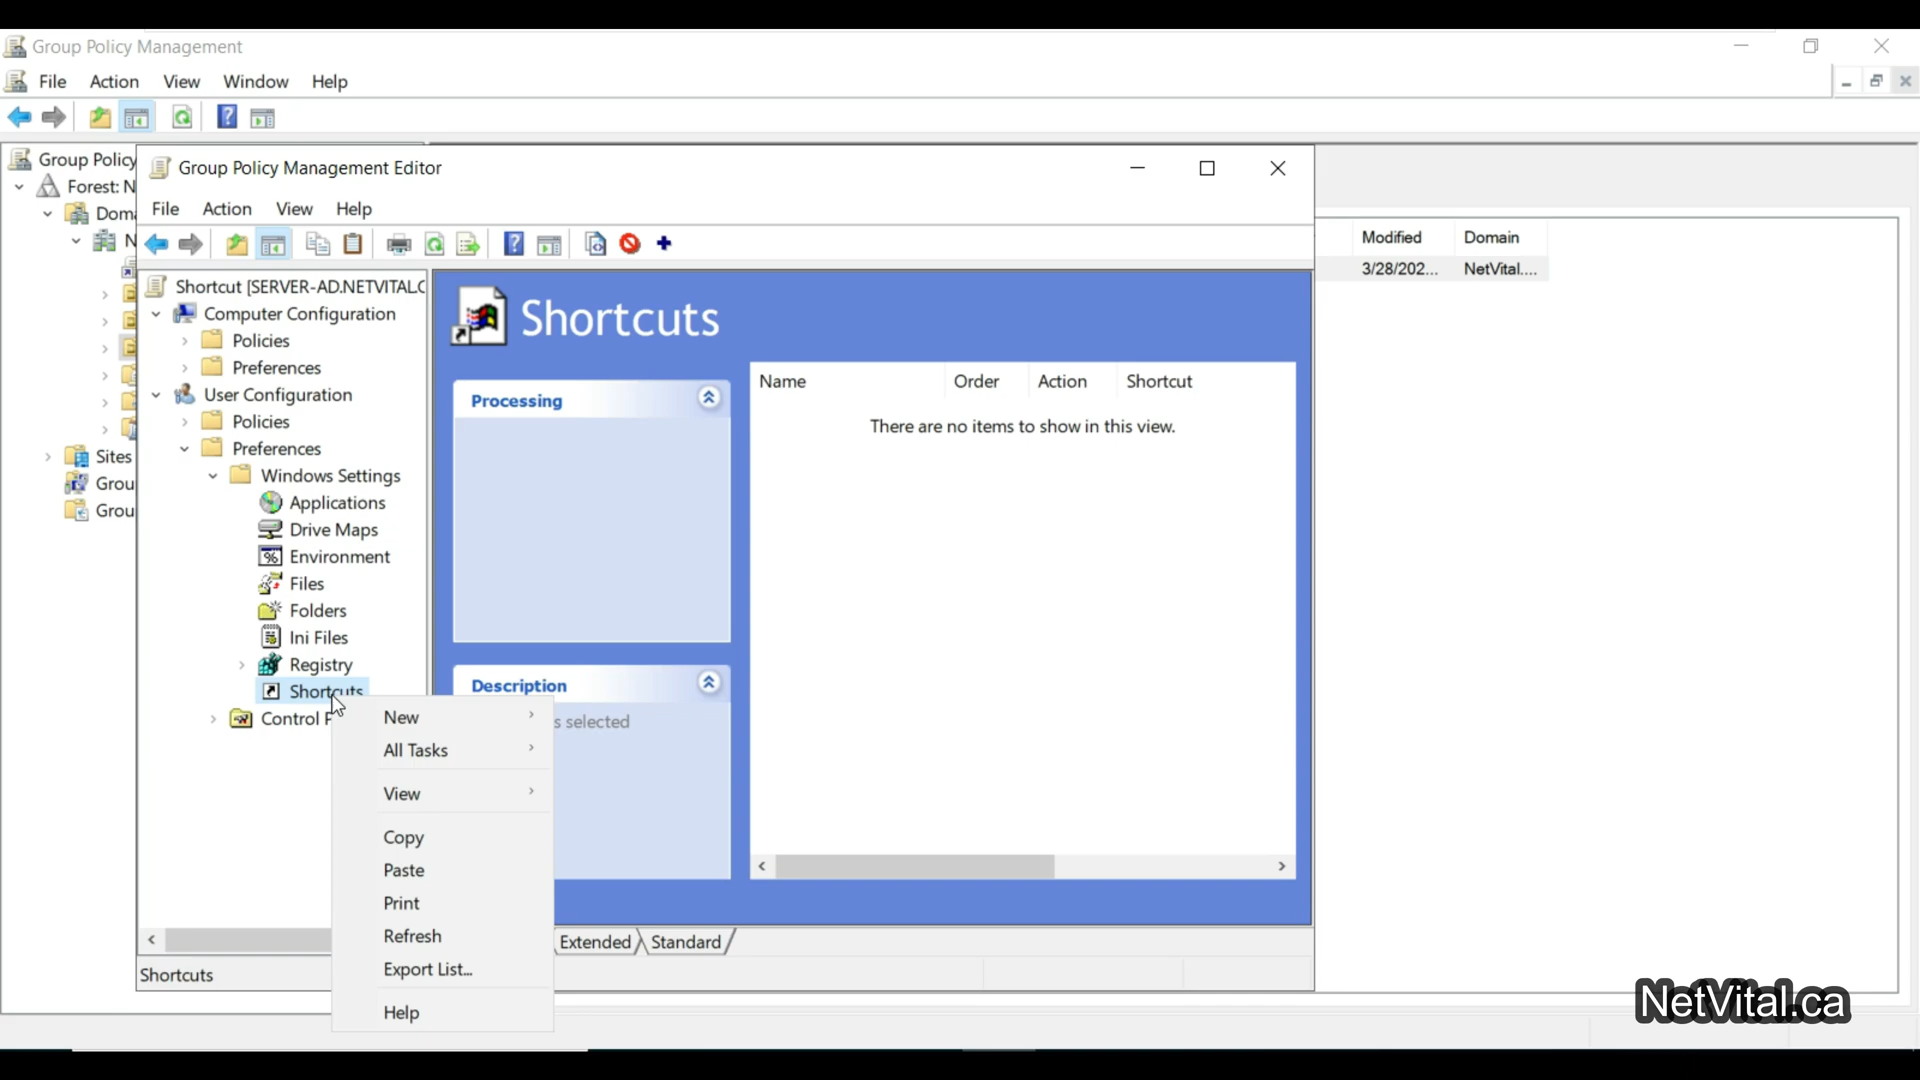 Group Policy Management
File Action View Window Help
Group Policy
Forest: N
Doma
N
Sites
Grou
Grou
Modified Domain
3/28/202... NetVital....
Group Policy Management Editor
File Action View Help
Shortcut [SERVER-AD.NETVITAL.C
Computer Configuration
Policies
Preferences
User Configuration
Policies
Preferences
Windows Settings
Applications
Drive Maps
Environment
Files
Folders
Ini Files
Registry
Shortcuts
Control P
Shortcuts
Processing
Description
s selected
Name Order Action Shortcut
There are no items to show in this view.
New
All Tasks
View
Copy
Paste
Print
Refresh
Export List...
Help
Extended Standard
Shortcuts
NetVital.ca